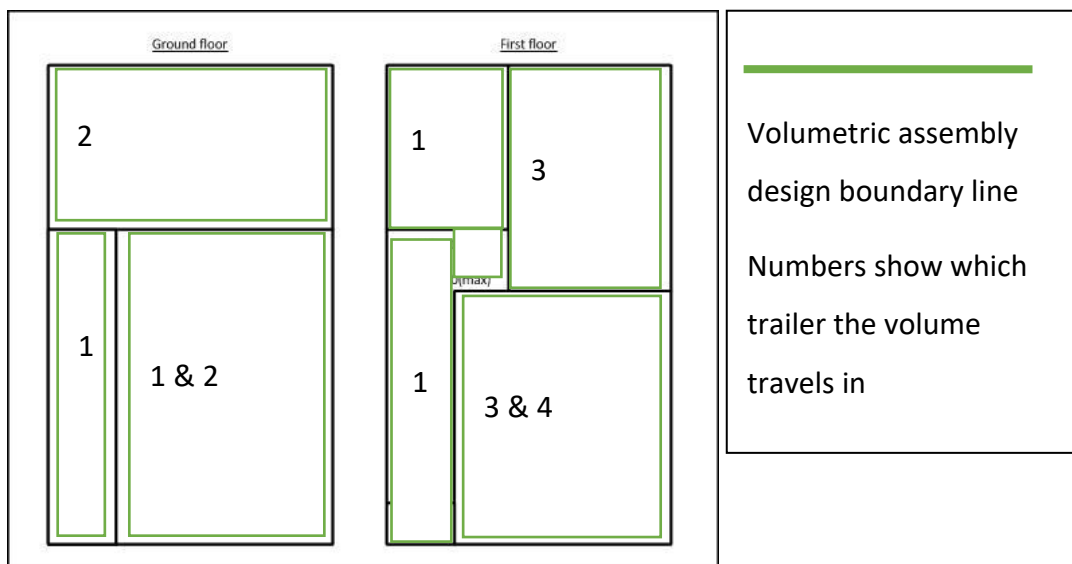 Ground floor
First floor
2
1
3
1
1 & 2
1
3 & 4
(max)
Volumetric assembly
design boundary line
Numbers show which
trailer the volume
travels in